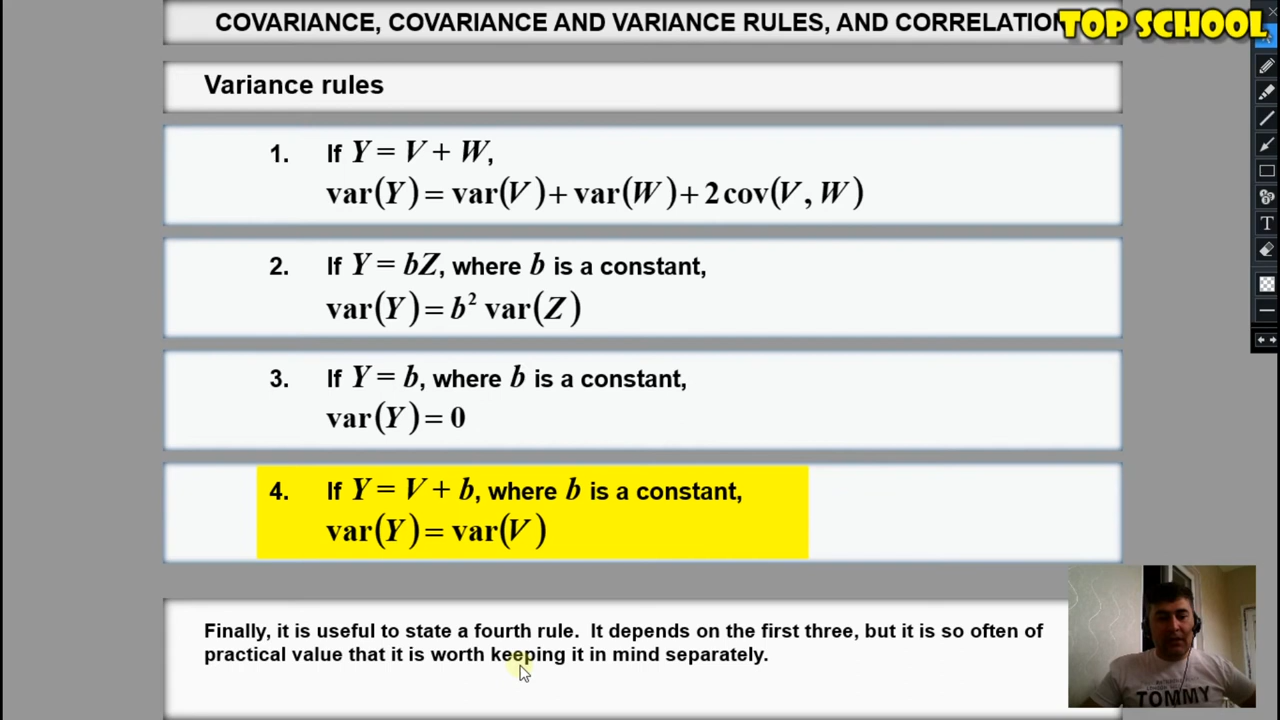 COVARIANCE, COVARIANCE AND VARIANCE RULES, AND CORRELATION
TOP SCHOOL
Variance rules
1. If Y = V + W,
var(Y) = var(V) + var(W) + 2cov(V, W)
2. If Y = bZ, where b is a constant,
var(Y) = b² var(Z)
3. If Y = b, where b is a constant,
var(Y) = 0
4. If Y = V + b, where b is a constant,
var(Y) = var(V)
Finally, it is useful to state a fourth rule. It depends on the first three, but it is so often of
practical value that it is worth keeping it in mind separately.
TOMMY